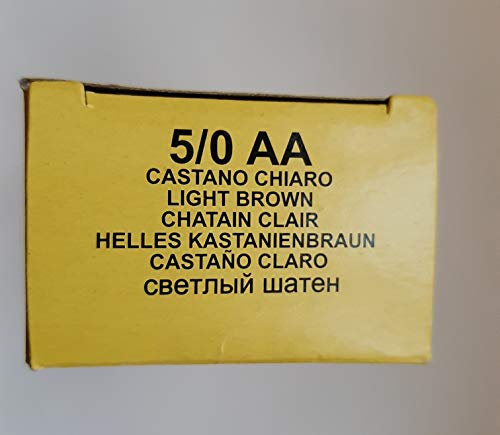 5/0 AA
CASTANO CHIARO
LIGHT BROWN
CHATAIN CLAIR
HELLES KASTANIENBRAUN
CASTAÑO CLARO
светлый шатен